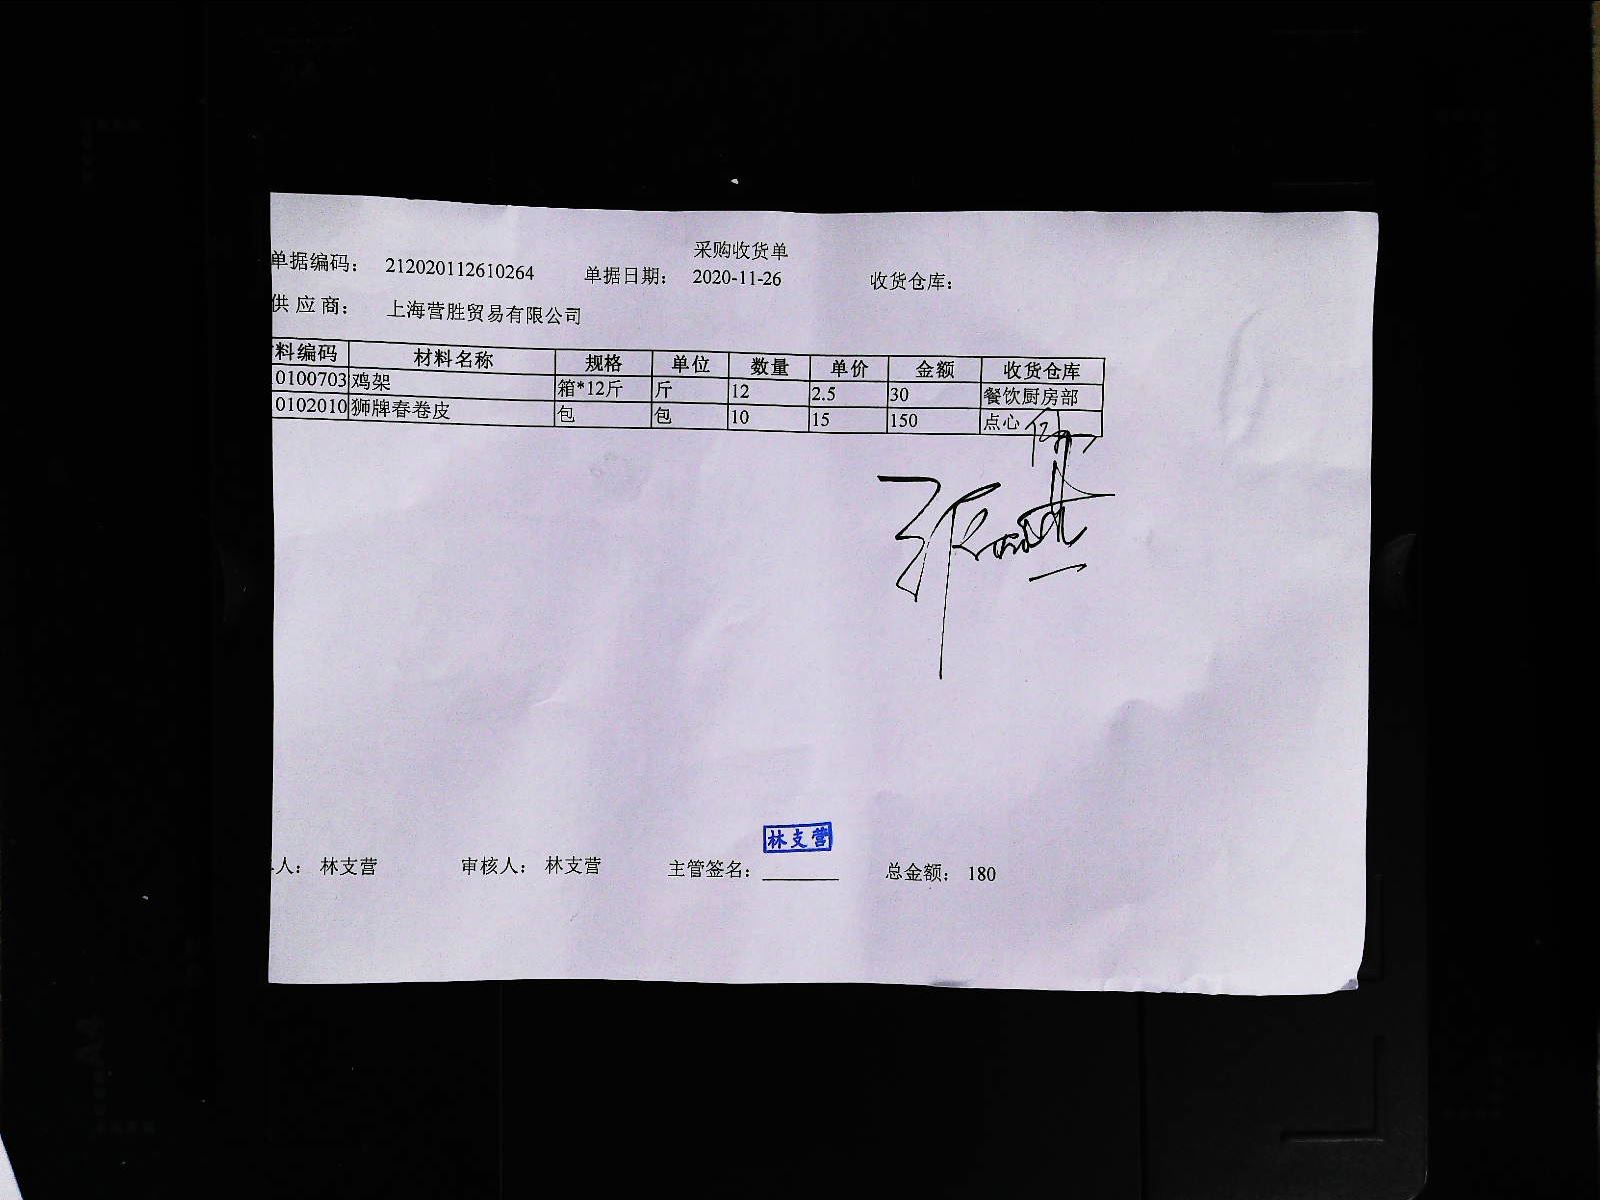 采购收货单
单据编码： 212020112610264 单据日期： 2020-11-26 收货仓库：
供 应 商： 上海营胜贸易有限公司
料编码 材料名称 规格 单位 数量 单价 金额 收货仓库
0100703 鸡架 箱*12斤 斤 12 2.5 30 餐饮厨房部
0102010 狮牌春卷皮 包 包 10 15 150 点心
林支营
人： 林支营 审核人： 林支营 主管签名： 总金额： 180